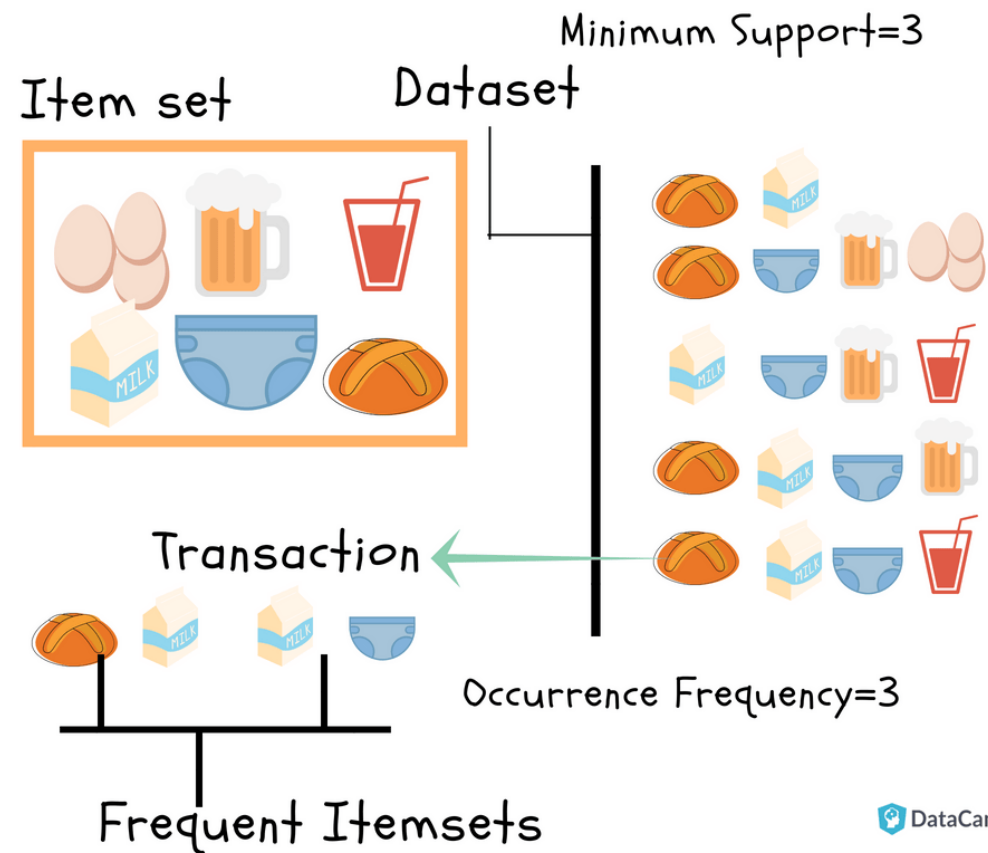 Minimum Support=3
Item set
Dataset
MILK
MILK
MILK
MILK
MILK
Transaction
MILK
MILK
Occurrence Frequency=3
Frequent Itemsets
DataCar